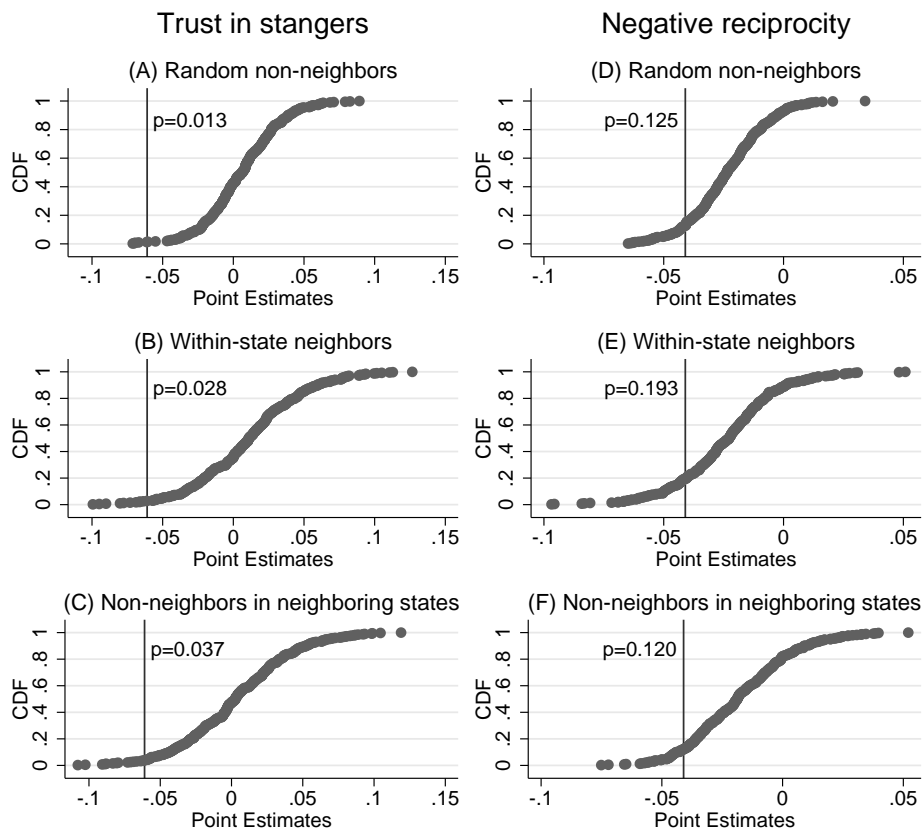 Trust in stangers
Negative reciprocity
(A) Random non-neighbors
CDF
0 .2 .4 .6 .8 1
p=0.013
-.1 -.05 0 .05 .1 .15
Point Estimates
(D) Random non-neighbors
CDF
0 .2 .4 .6 .8 1
p=0.125
-.1 -.05 0 .05
Point Estimates
(B) Within-state neighbors
CDF
0 .2 .4 .6 .8 1
p=0.028
-.1 -.05 0 .05 .1 .15
Point Estimates
(E) Within-state neighbors
CDF
0 .2 .4 .6 .8 1
p=0.193
-.1 -.05 0 .05
Point Estimates
(C) Non-neighbors in neighboring states
CDF
0 .2 .4 .6 .8 1
p=0.037
-.1 -.05 0 .05 .1 .15
Point Estimates
(F) Non-neighbors in neighboring states
CDF
0 .2 .4 .6 .8 1
p=0.120
-.1 -.05 0 .05
Point Estimates